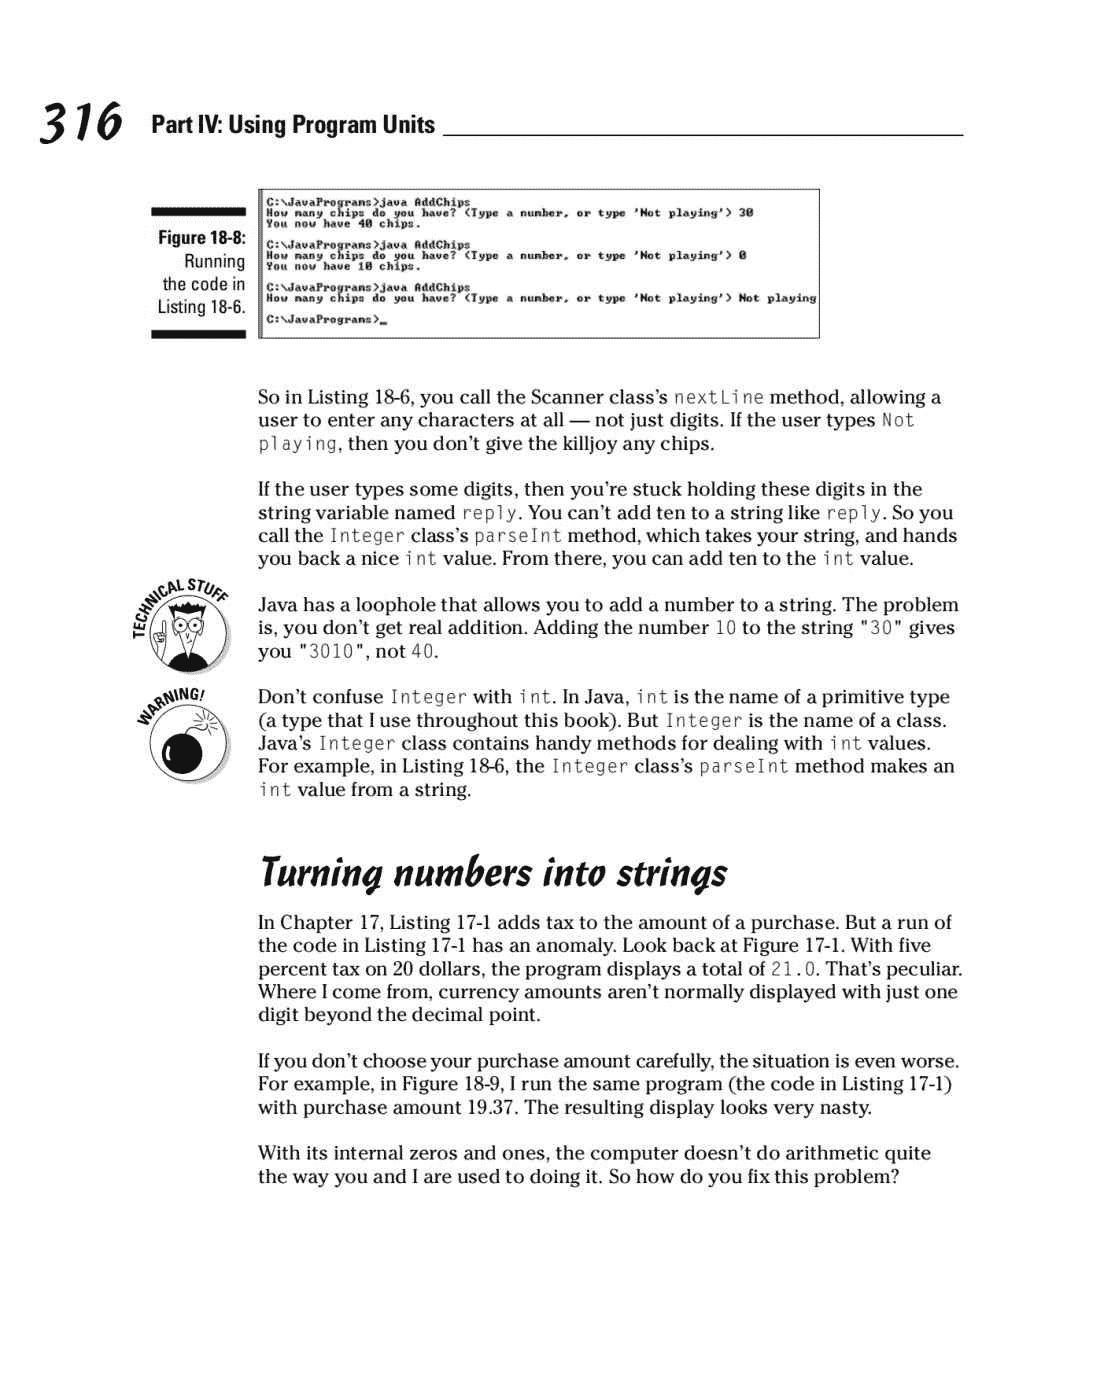 316 Part IV: Using Program Units
C:\JavaPrograms>java AddChips
How many chips do you have? (Type a number, or type 'Not playing') 30
You now have 40 chips.
C:\JavaPrograms>java AddChips
How many chips do you have? (Type a number, or type 'Not playing') 0
You now have 10 chips.
C:\JavaPrograms>java AddChips
How many chips do you have? (Type a number, or type 'Not playing') Not playing
C:\JavaPrograms>_
Figure 18-8:
Running
the code in
Listing 18-6.
So in Listing 18-6, you call the Scanner class's nextLine method, allowing a
user to enter any characters at all — not just digits. If the user types Not
playing, then you don't give the killjoy any chips.
If the user types some digits, then you're stuck holding these digits in the
string variable named reply. You can't add ten to a string like reply. So you
call the Integer class's parseInt method, which takes your string, and hands
you back a nice int value. From there, you can add ten to the int value.
TECHNICAL STUFF
Java has a loophole that allows you to add a number to a string. The problem
is, you don't get real addition. Adding the number 10 to the string "30" gives
you "3010", not 40.
WARNING!
Don't confuse Integer with int. In Java, int is the name of a primitive type
(a type that I use throughout this book). But Integer is the name of a class.
Java's Integer class contains handy methods for dealing with int values.
For example, in Listing 18-6, the Integer class's parseInt method makes an
int value from a string.
Turning numbers into strings
In Chapter 17, Listing 17-1 adds tax to the amount of a purchase. But a run of
the code in Listing 17-1 has an anomaly. Look back at Figure 17-1. With five
percent tax on 20 dollars, the program displays a total of 21.0. That's peculiar.
Where I come from, currency amounts aren't normally displayed with just one
digit beyond the decimal point.
If you don't choose your purchase amount carefully, the situation is even worse.
For example, in Figure 18-9, I run the same program (the code in Listing 17-1)
with purchase amount 19.37. The resulting display looks very nasty.
With its internal zeros and ones, the computer doesn't do arithmetic quite
the way you and I are used to doing it. So how do you fix this problem?